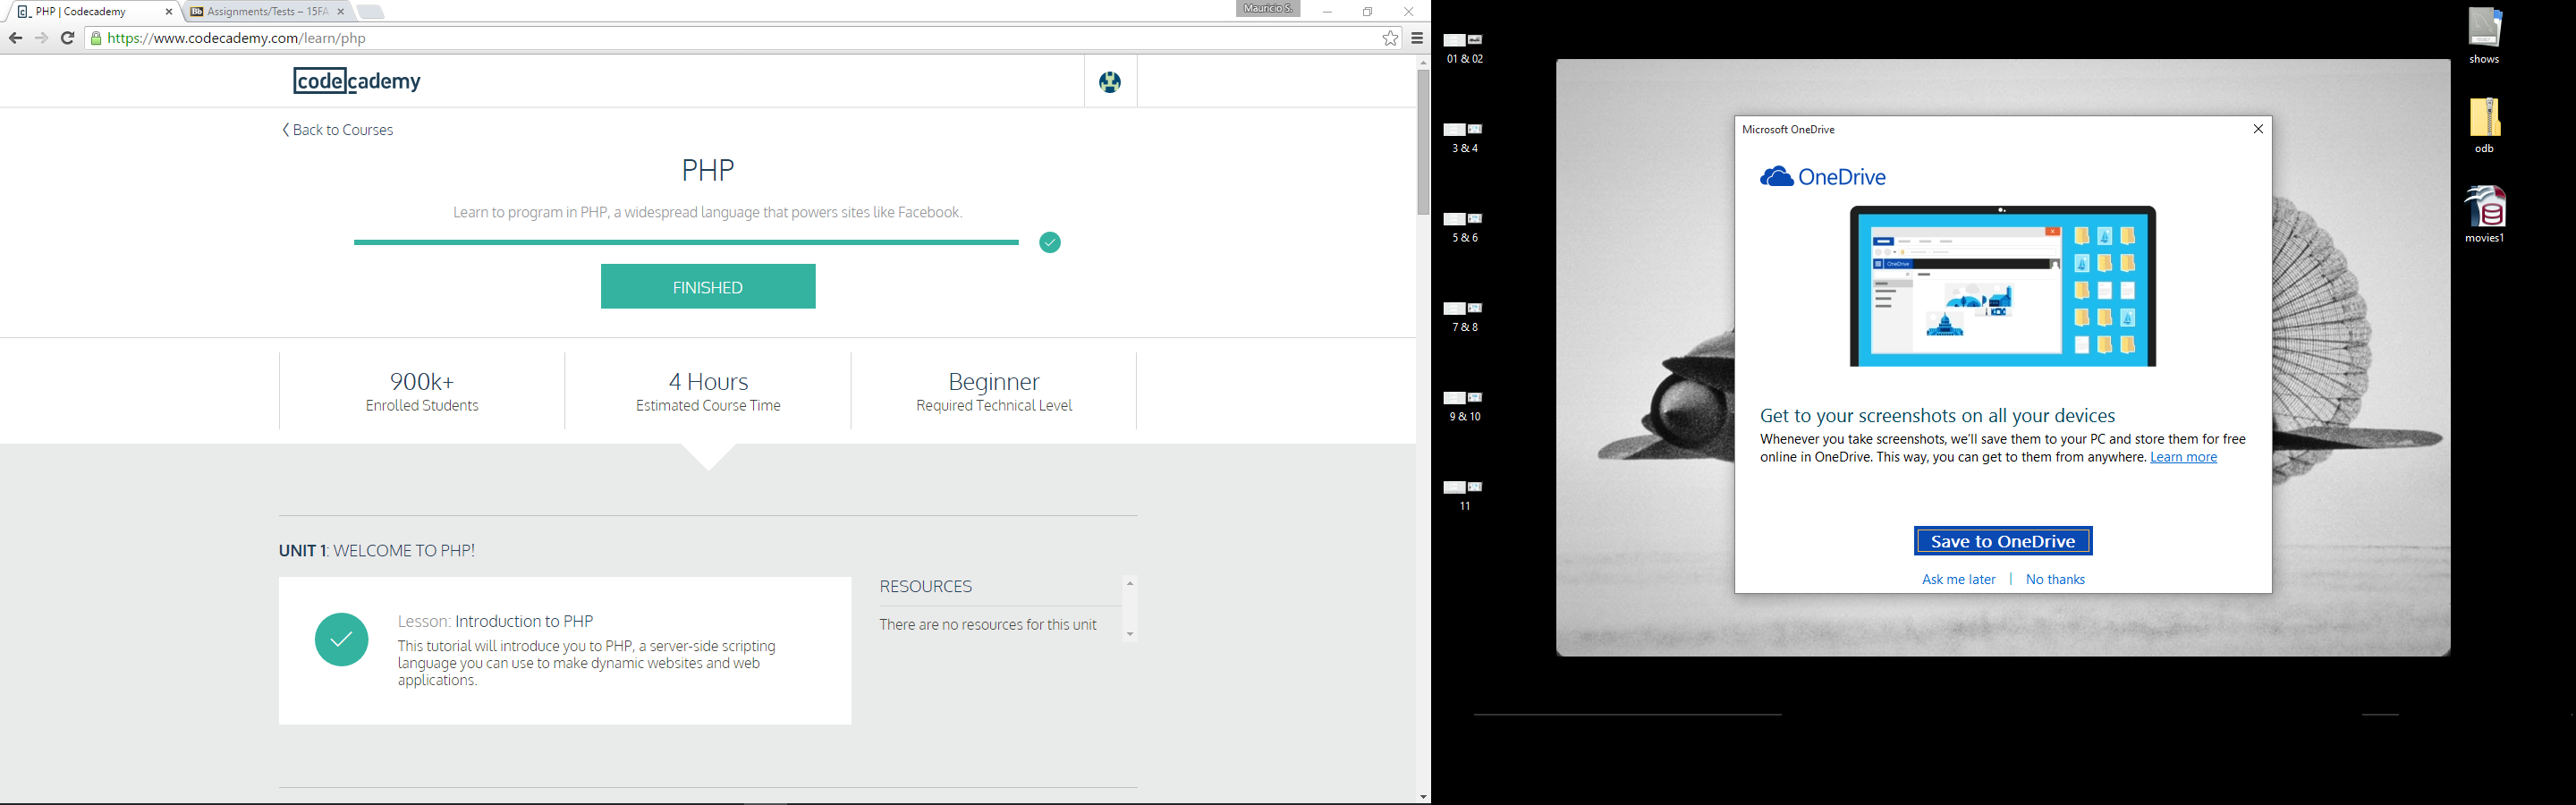 PHP | Codecademy
Assignments/Tests – 15FA
Mauricio S.
https://www.codecademy.com/learn/php
codecademy
Back to Courses
PHP
Learn to program in PHP, a widespread language that powers sites like Facebook.
FINISHED
900k+
Enrolled Students
4 Hours
Estimated Course Time
Beginner
Required Technical Level
UNIT 1: WELCOME TO PHP!
Lesson: Introduction to PHP
This tutorial will introduce you to PHP, a server-side scripting
language you can use to make dynamic websites and web
applications.
RESOURCES
There are no resources for this unit
01 & 02
3 & 4
5 & 6
7 & 8
9 & 10
11
Microsoft OneDrive
OneDrive
OneDrive
Get to your screenshots on all your devices
Whenever you take screenshots, we'll save them to your PC and store them for free
online in OneDrive. This way, you can get to them from anywhere. Learn more
Save to OneDrive
Ask me later | No thanks
shows
odb
movies1